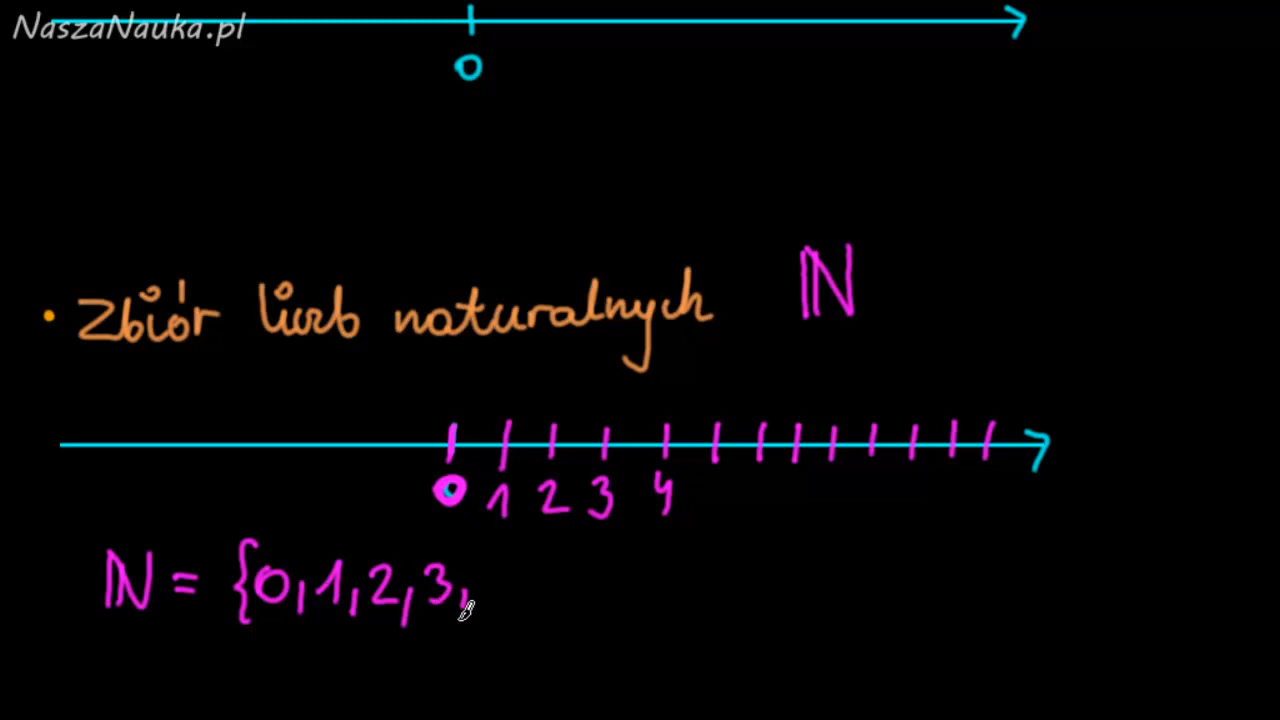 NaszaNauka.pl
0
• Zbiór liczb naturalnych ℕ
0 1 2 3 4
ℕ = {0,1,2,3,